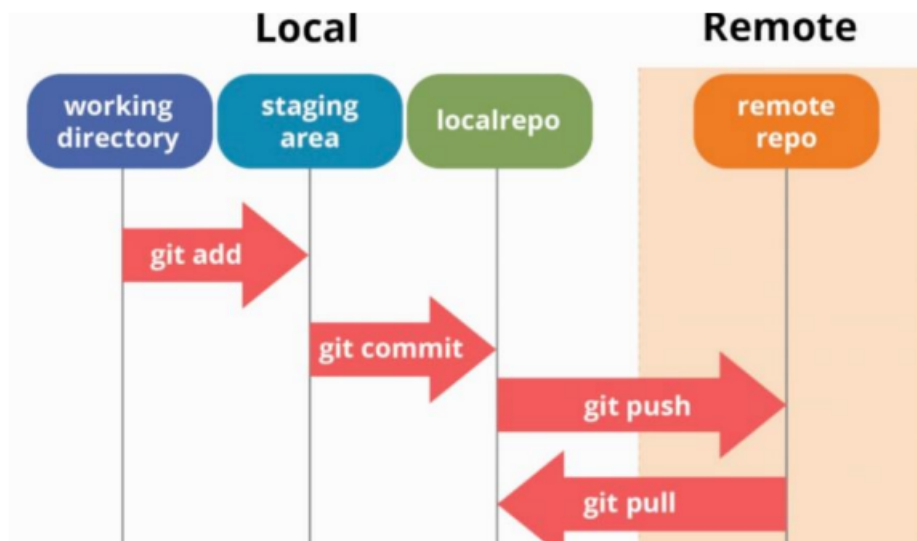 Local
Remote
working
directory
staging
area
localrepo
remote
repo
git add
git commit
git push
git pull